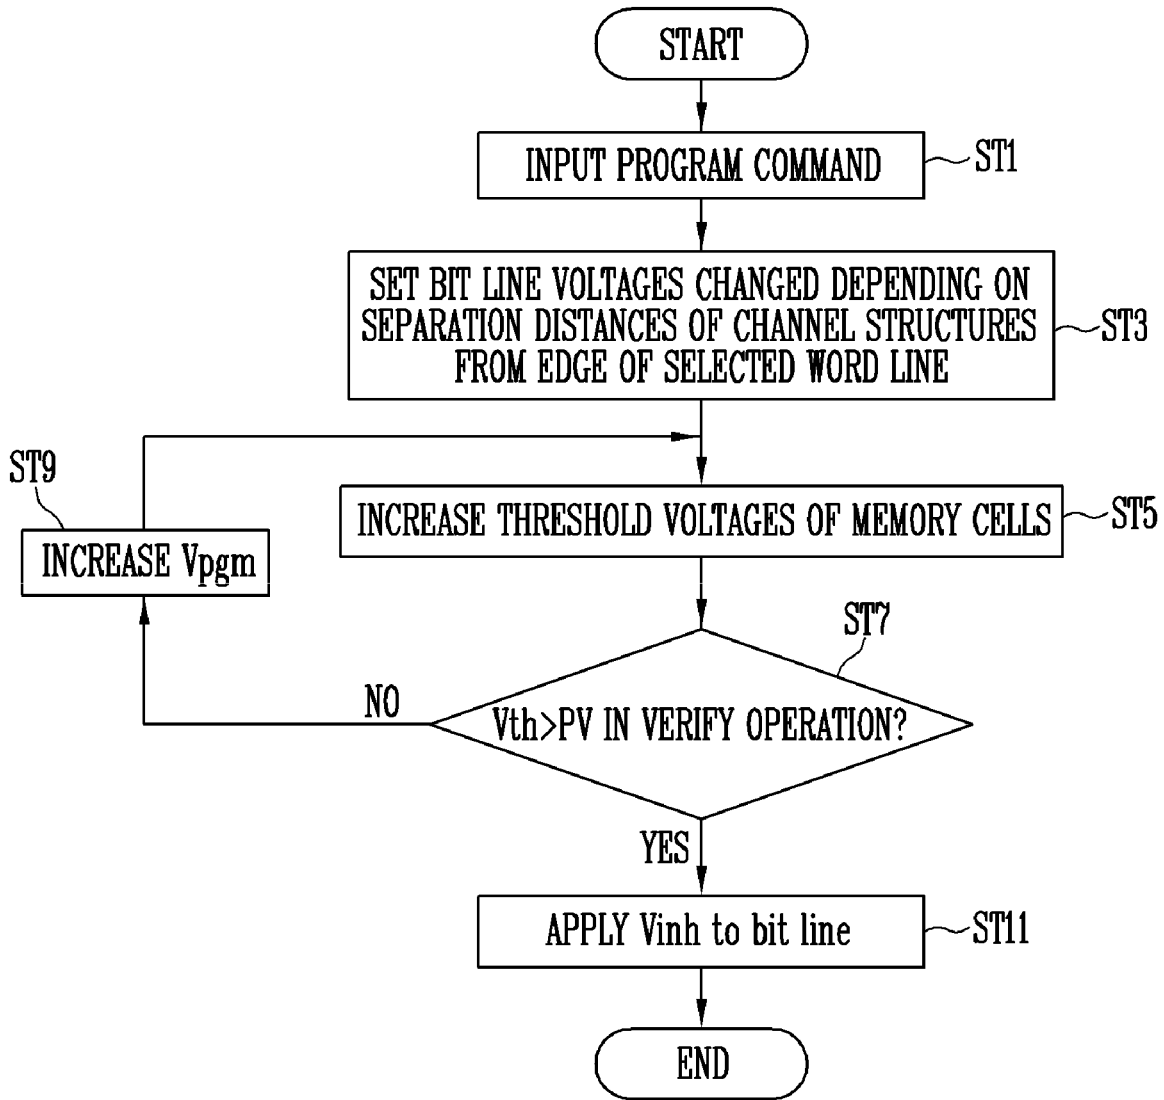 START
INPUT PROGRAM COMMAND
ST1
SET BIT LINE VOLTAGES CHANGED DEPENDING ON
SEPARATION DISTANCES OF CHANNEL STRUCTURES
FROM EDGE OF SELECTED WORD LINE
ST3
ST9
INCREASE Vpgm
INCREASE THRESHOLD VOLTAGES OF MEMORY CELLS
ST5
ST7
NO
Vth>PV IN VERIFY OPERATION?
YES
APPLY Vinh to bit line
ST11
END